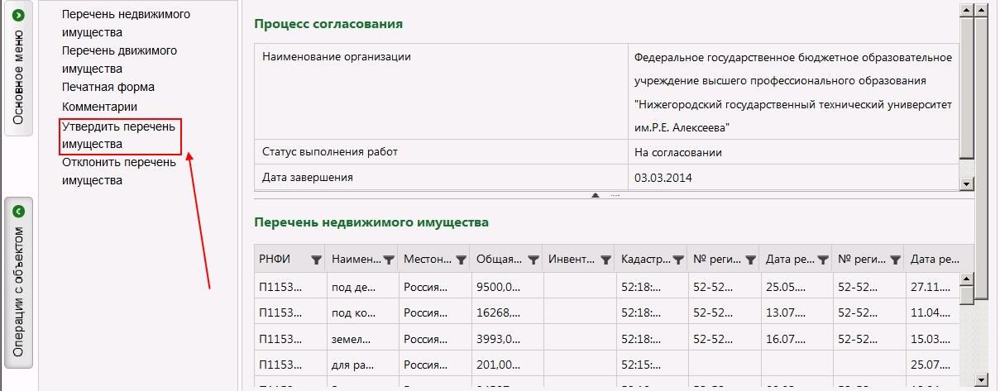 Основное меню
Операции с объектом
Перечень недвижимого
имущества
Перечень движимого
имущества
Печатная форма
Комментарии
Утвердить перечень
имущества
Отклонить перечень
имущества
Процесс согласования
Наименование организации
Федеральное государственное бюджетное образовательное
учреждение высшего профессионального образования
"Нижегородский государственный технический университет
им.Р.Е. Алексеева"
Статус выполнения работ На согласовании
Дата завершения 03.03.2014
Перечень недвижимого имущества
РНФИ Наимен... Местон... Общая... Инвент... Кадастр... № реги... Дата ре... № реги... Дата ре...
П1153... под де... Россия... 9500,0... 52:18:... 52-52... 25.05.... 52-52... 27.11....
П1153... под ко... Россия... 16268,... 52:18:... 52-52... 13.07.... 52-52... 11.04....
П1153... земел... Россия... 3993,0... 52:18:... 52-52... 16.07.... 52-52... 15.03....
П1153... для ра... Россия... 201,00... 52:15:... 25.07....